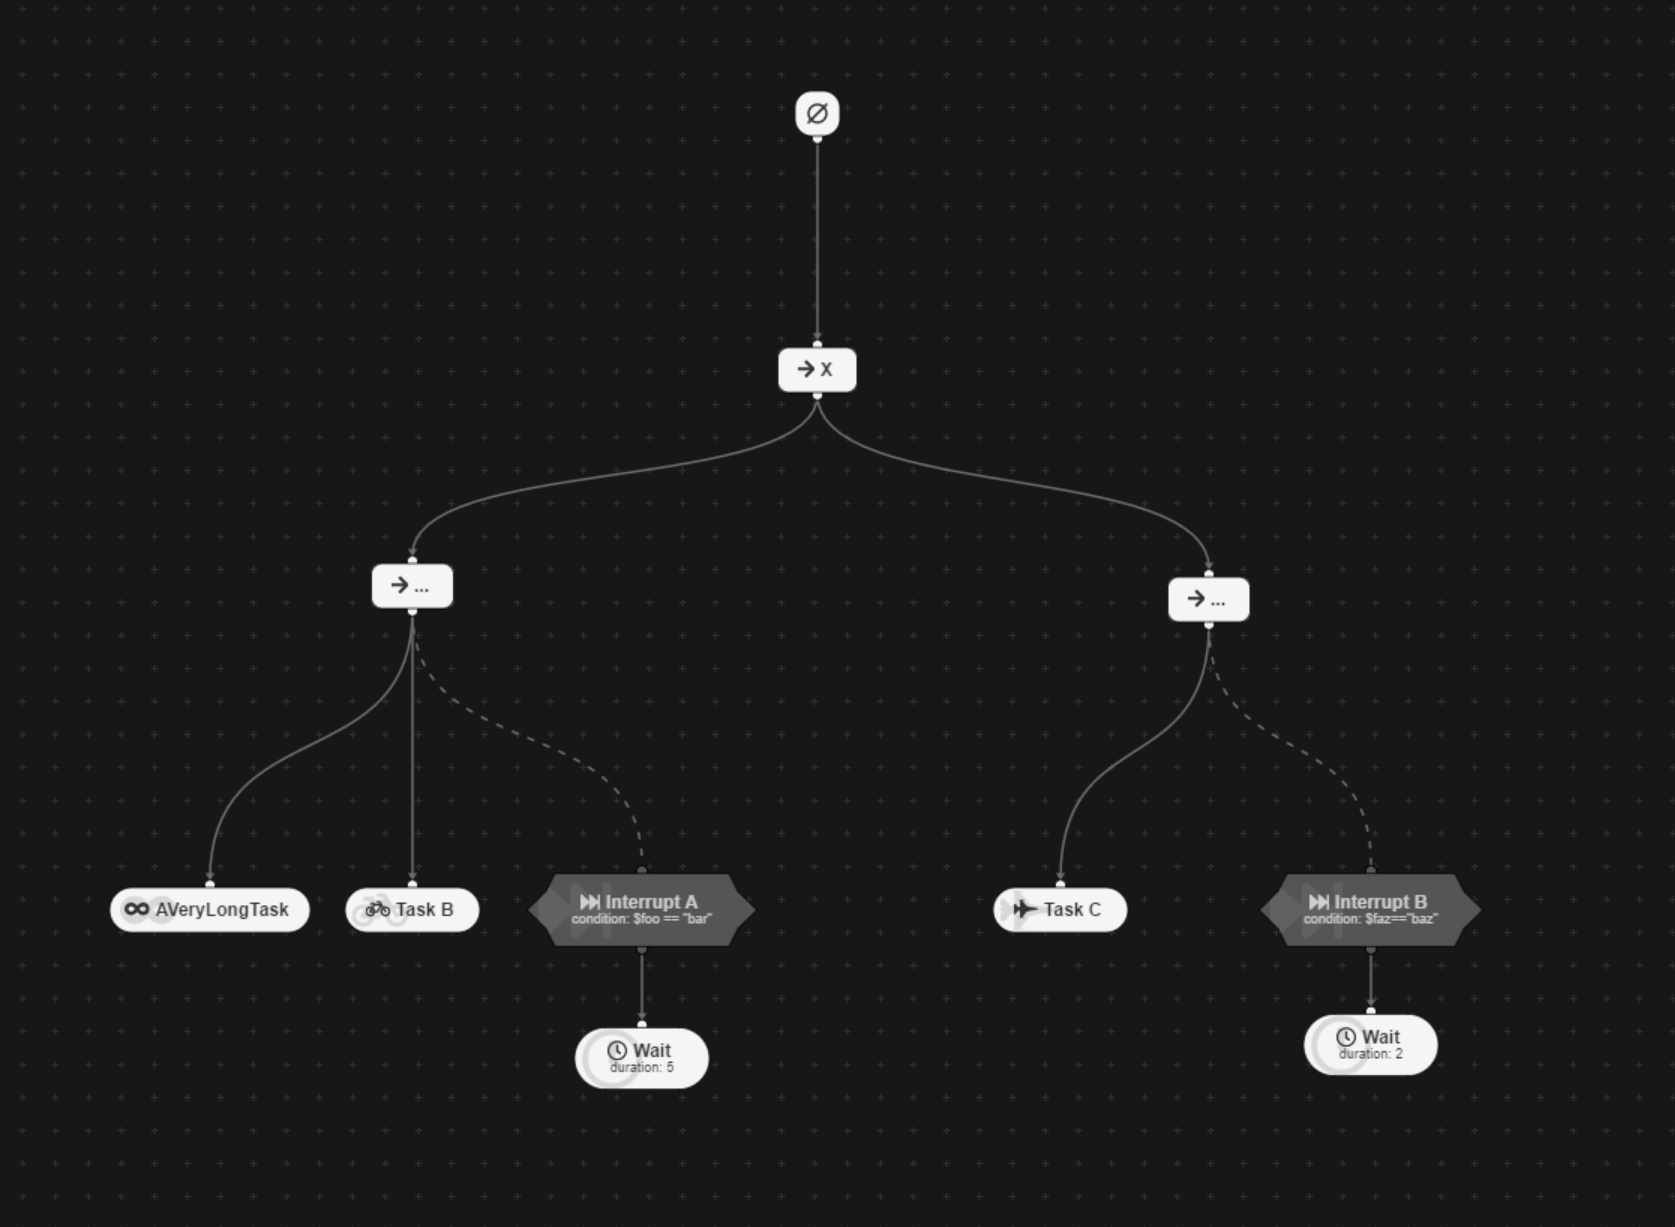 X
...
...
AVeryLongTask
Task B
Interrupt A
condition: $foo == "bar"
Task C
Interrupt B
condition: $faz=="baz"
Wait
duration: 5
Wait
duration: 2